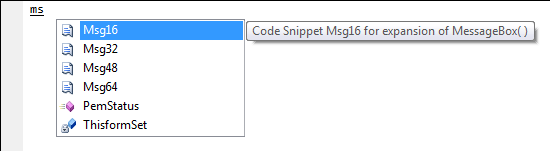 ms
Msg16
Code Snippet Msg16 for expansion of MessageBox( )
Msg32
Msg48
Msg64
PemStatus
ThisformSet